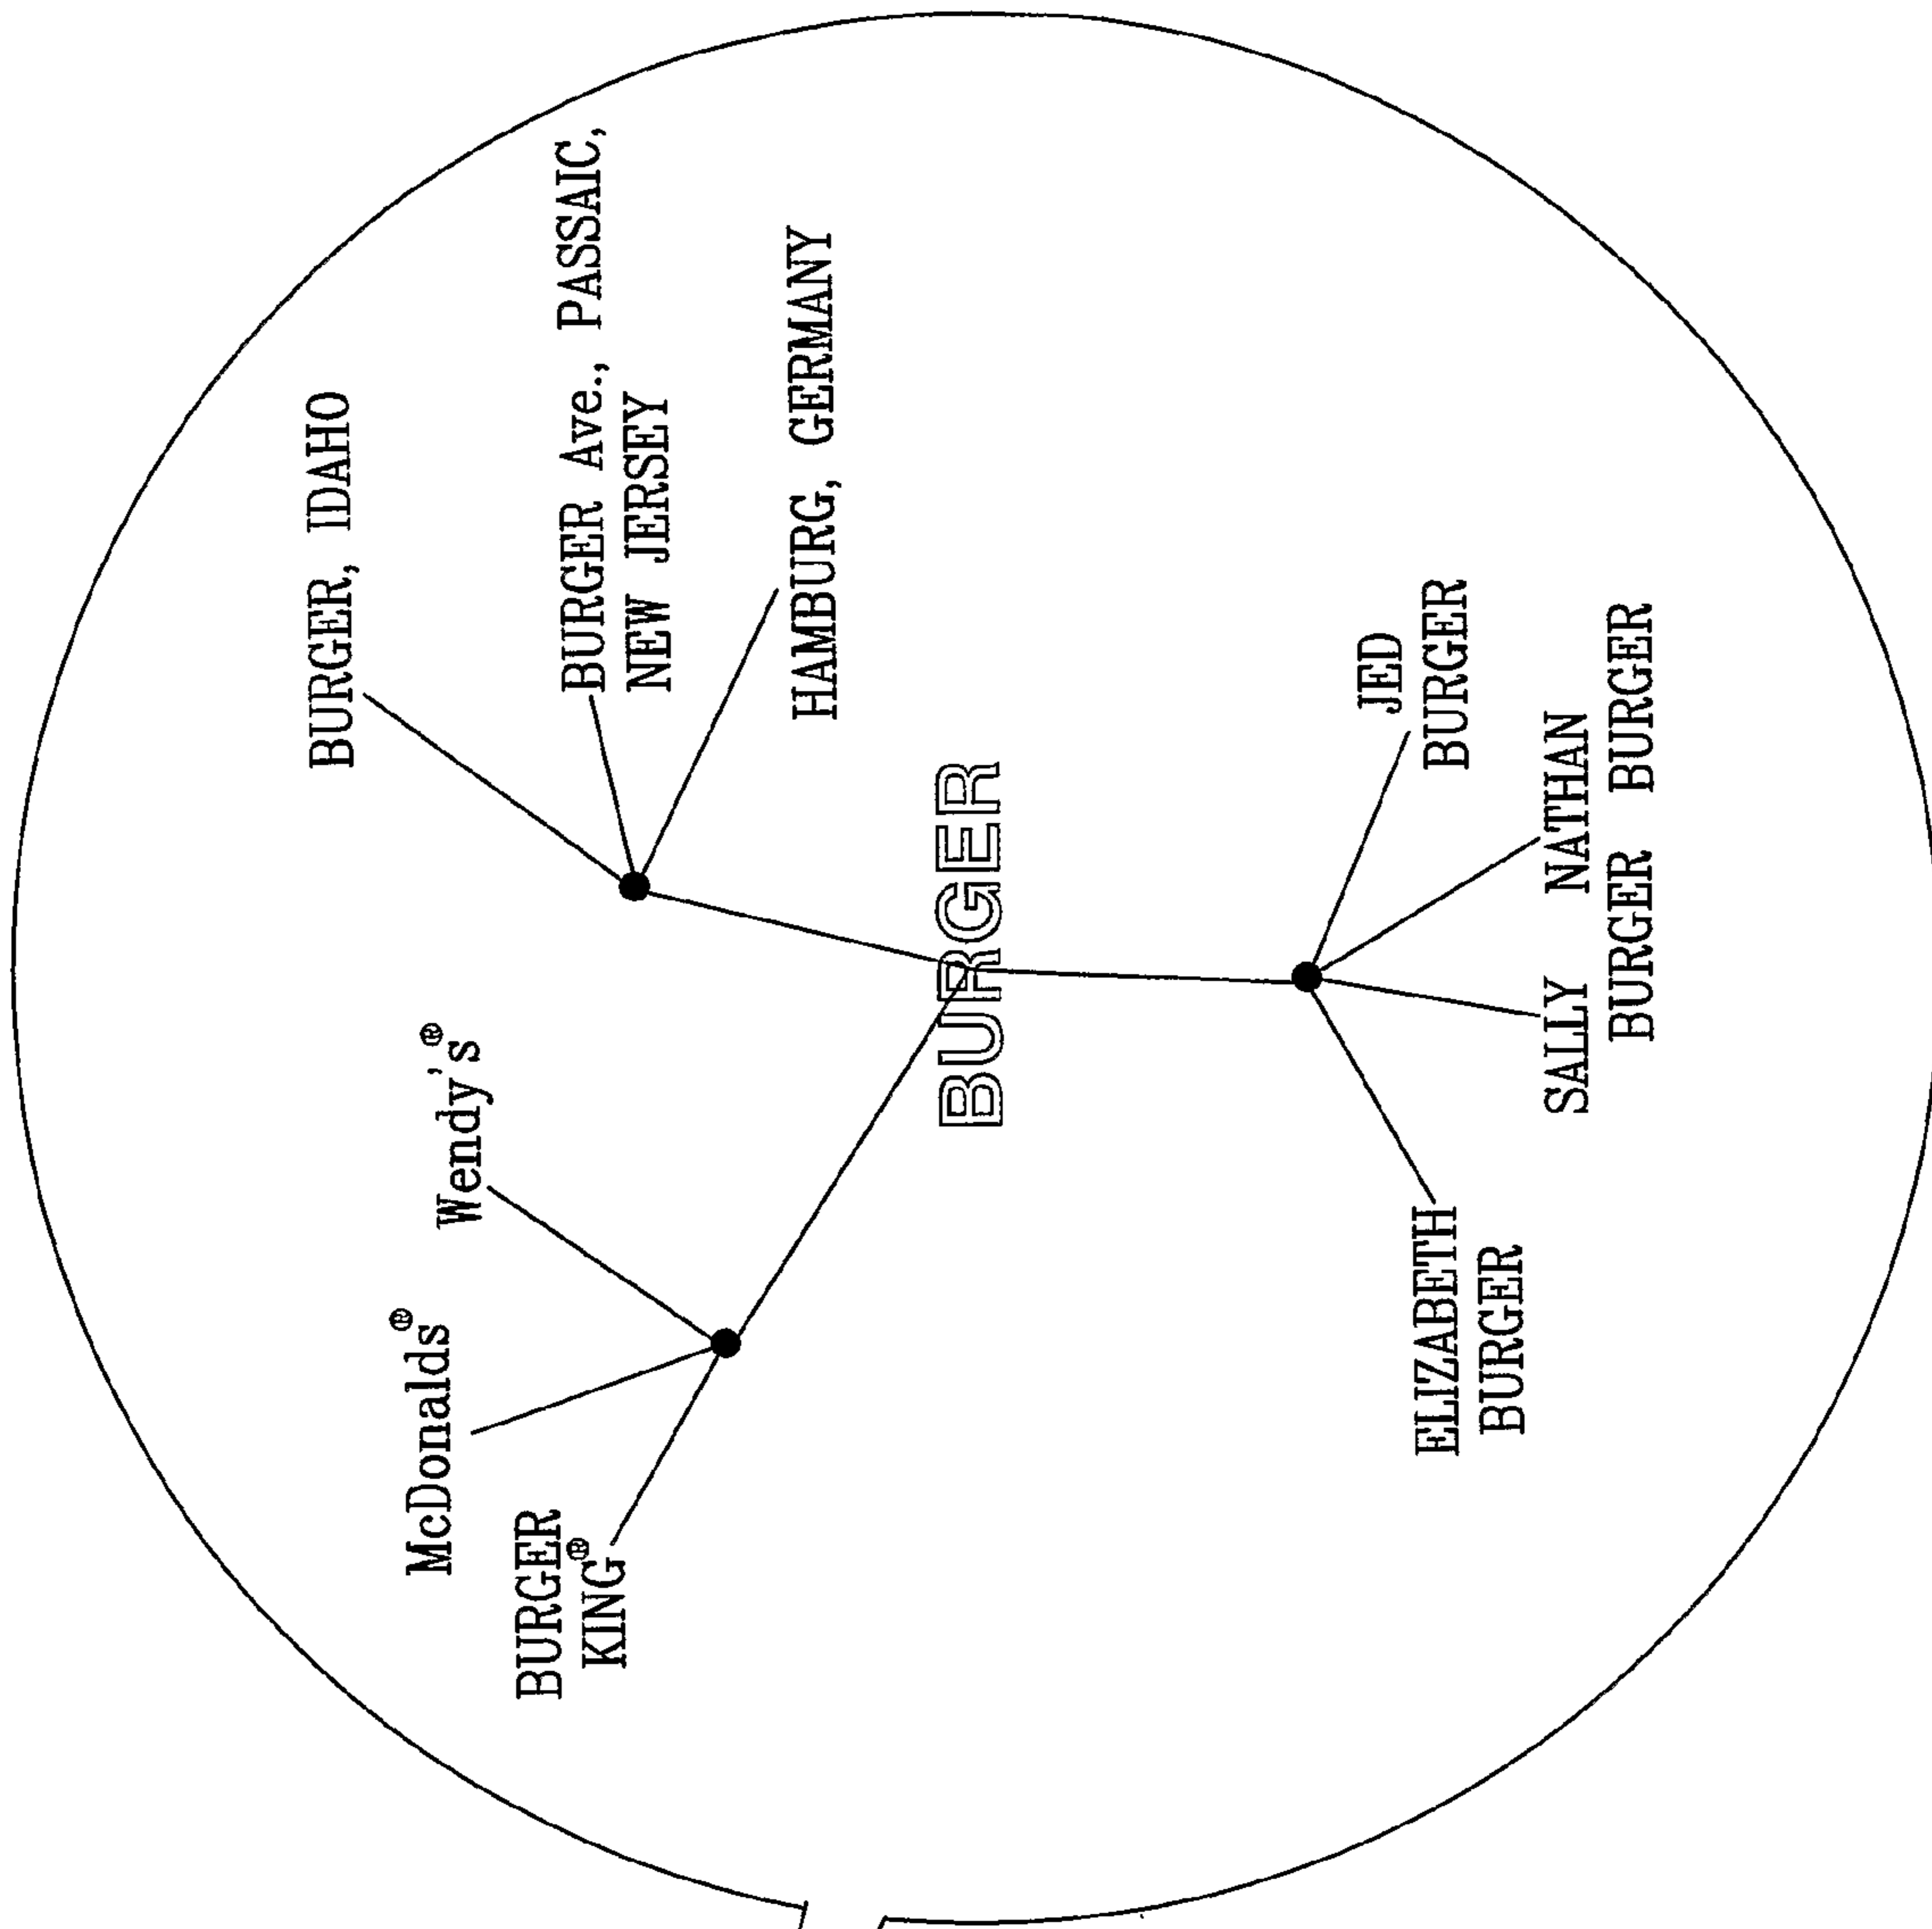 McDonalds®
Wendy's®
BURGER, IDAHO
BURGER
KING®
BURGER Ave., PASSAIC,
NEW JERSEY
HAMBURG, GERMANY
BURGER
ELIZABETH
BURGER
SALLY
BURGER
NATHAN
BURGER
JED
BURGER